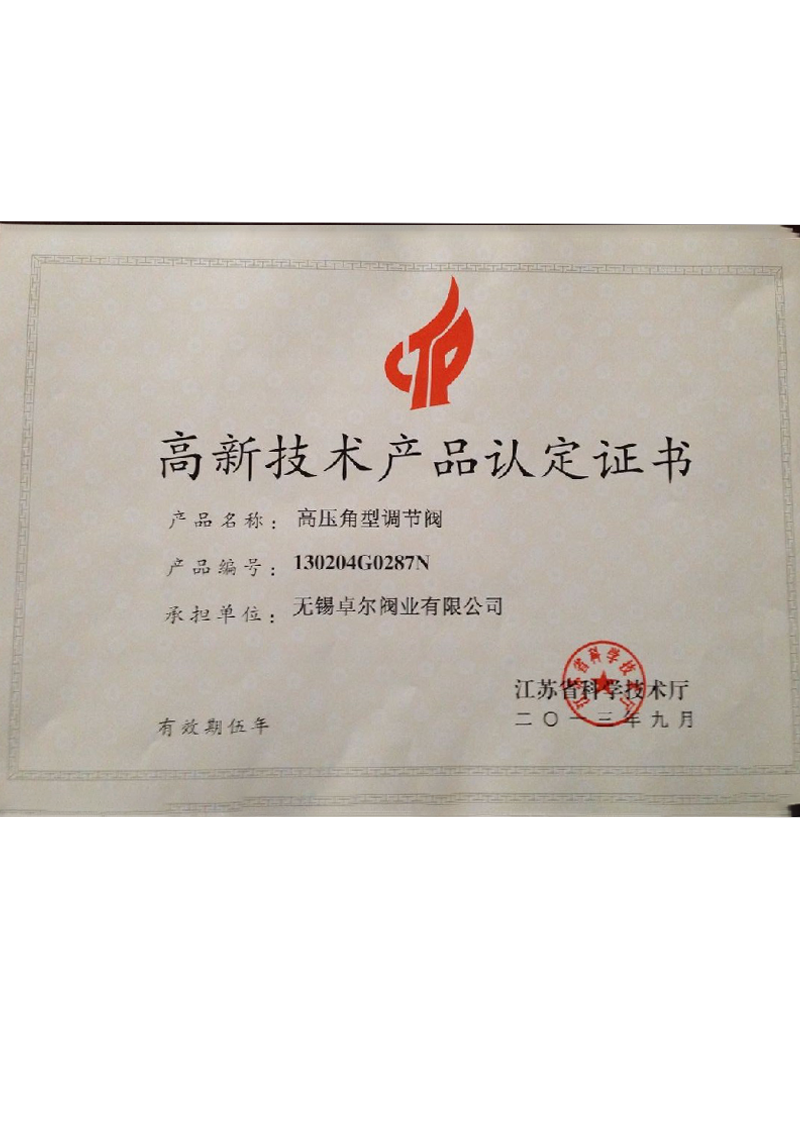 高新技术产品认定证书
产品名称：高压角型调节阀
产品编号：130204G0287N
承担单位：无锡卓尔阀业有限公司
江苏省科学技术厅
二〇一三年九月
有效期伍年